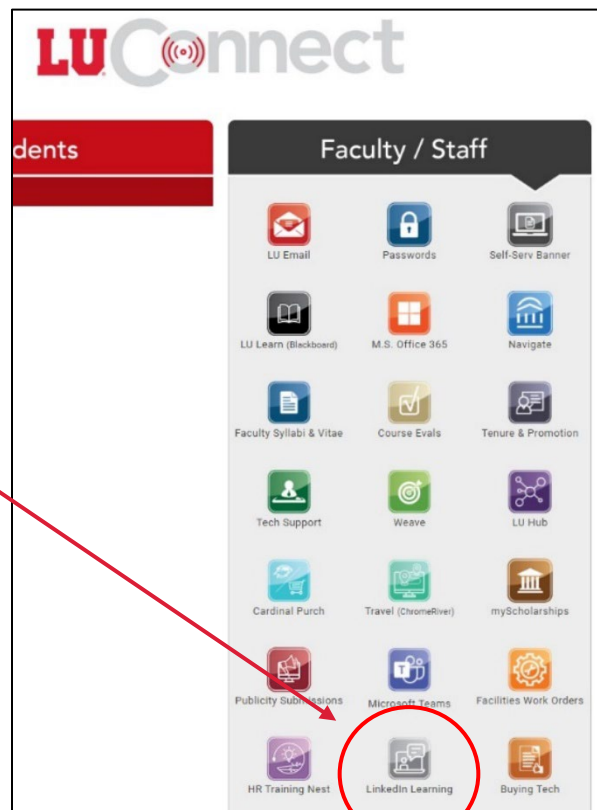 LU Connect
dents
Faculty / Staff
LU Email
Passwords
Self-Serv Banner
LU Learn (Blackboard)
M.S. Office 365
Navigate
Faculty Syllabi & Vitae
Course Evals
Tenure & Promotion
Tech Support
Weave
LU Hub
Cardinal Purch
Travel (ChromeRiver)
myScholarships
Publicity Submissions
Microsoft Teams
Facilities Work Orders
HR Training Nest
LinkedIn Learning
Buying Tech